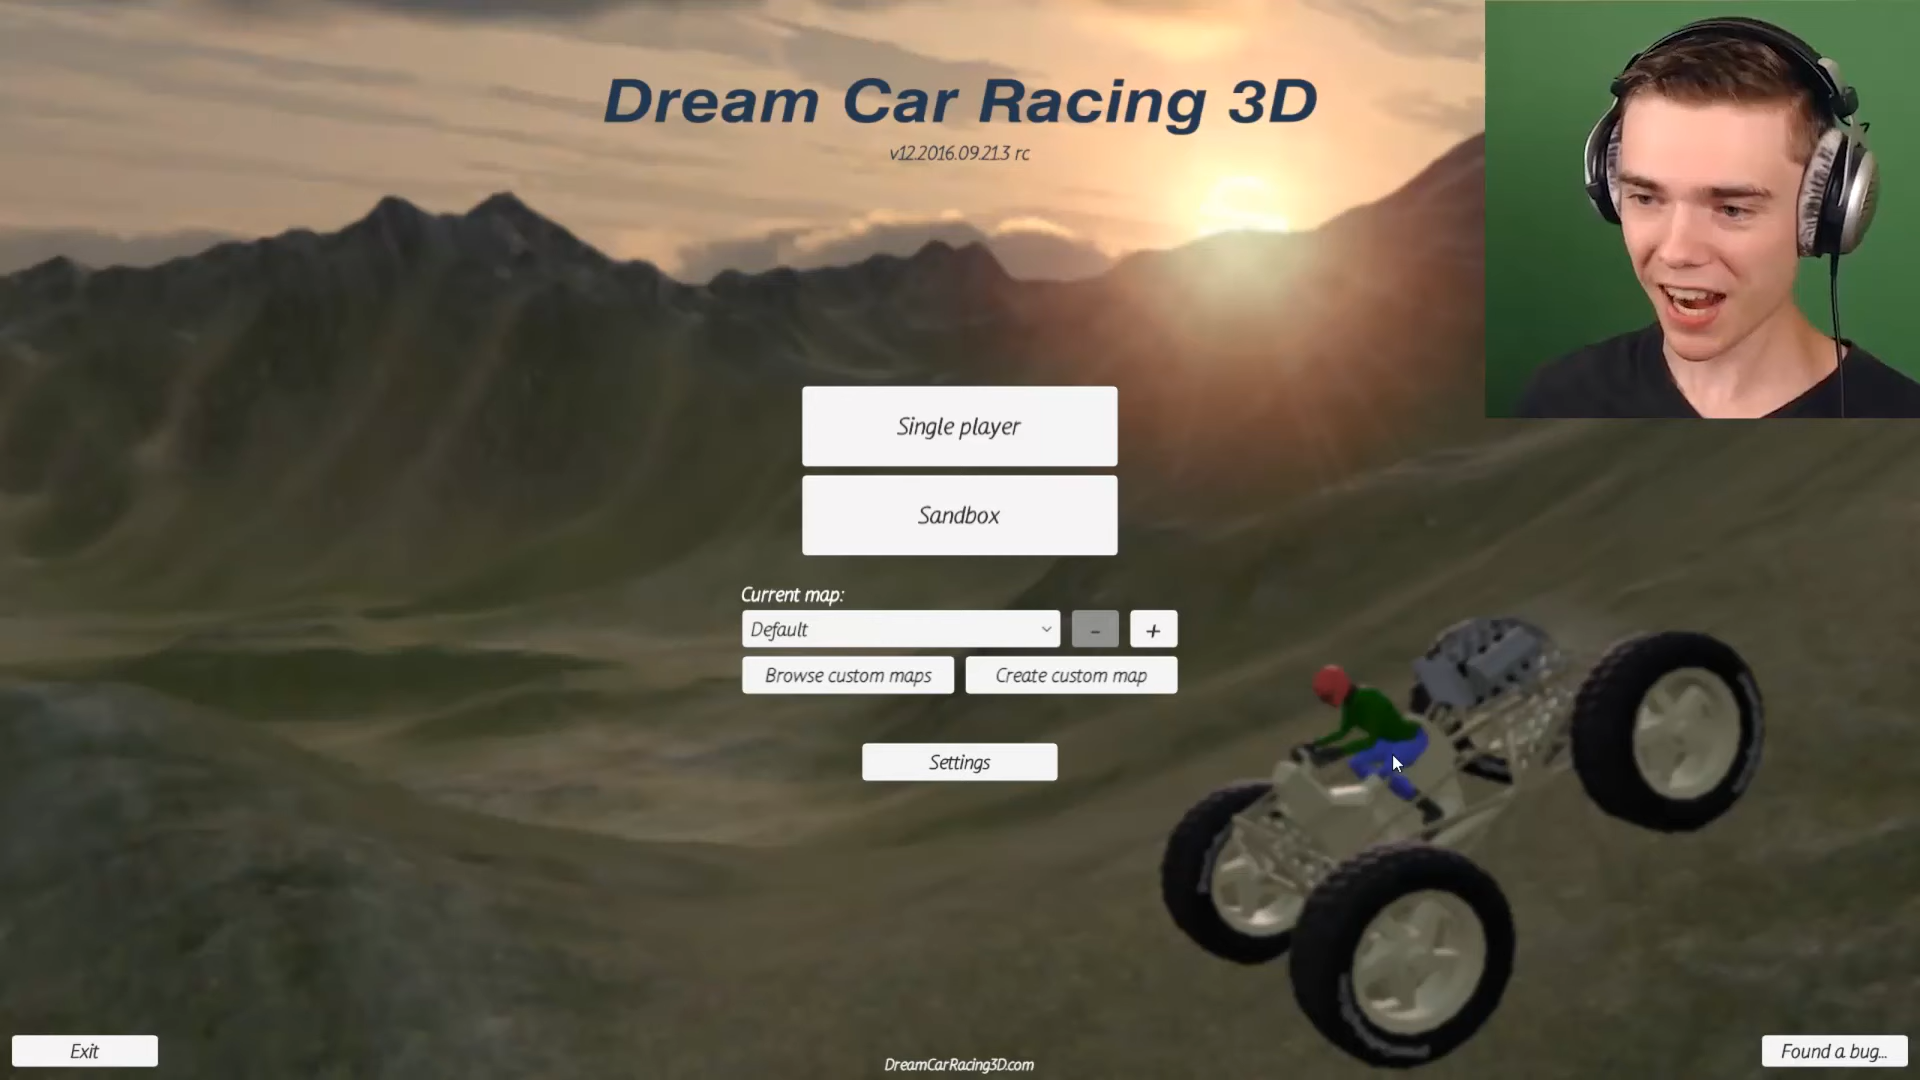 Dream Car Racing 3D
v12.2016.09.21.3 rc
Single player
Sandbox
Current map:
Default
-
+
Browse custom maps
Create custom map
Settings
Exit
DreamCarRacing3D.com
Found a bug...